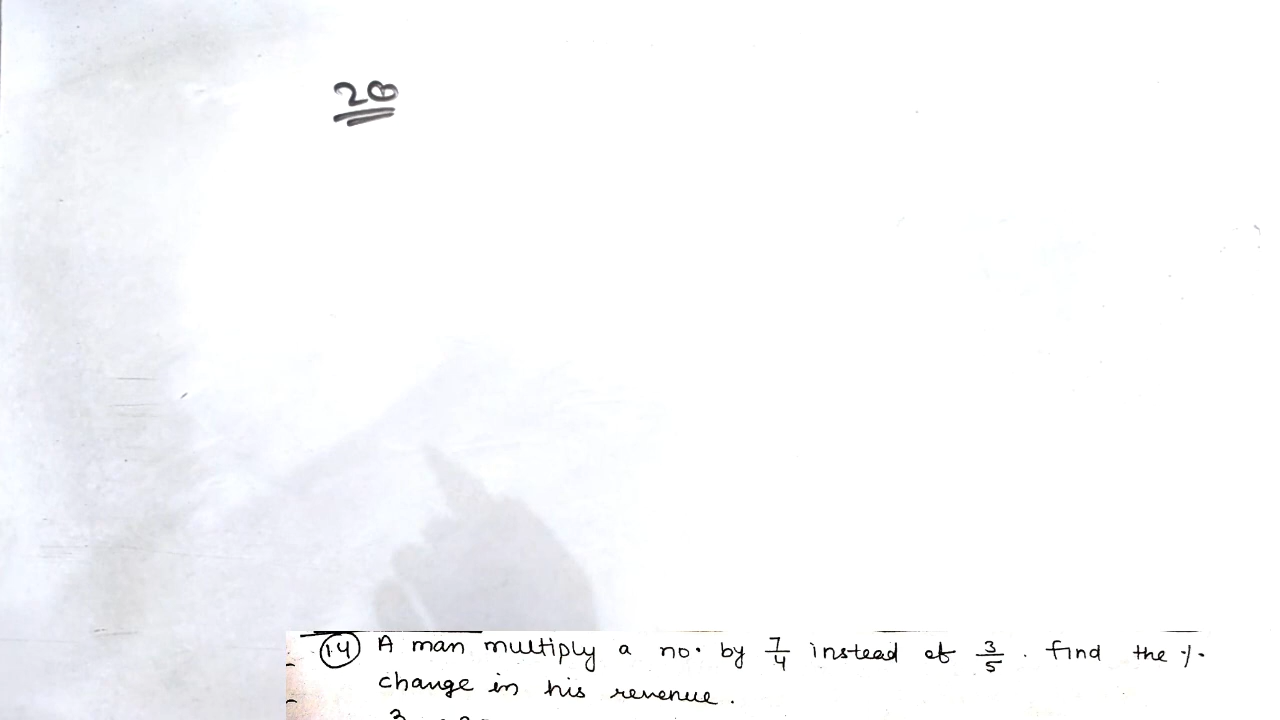 20
14 A man multiply a no. by 7/4 instead of 3/5. find the %
change in his revenue.